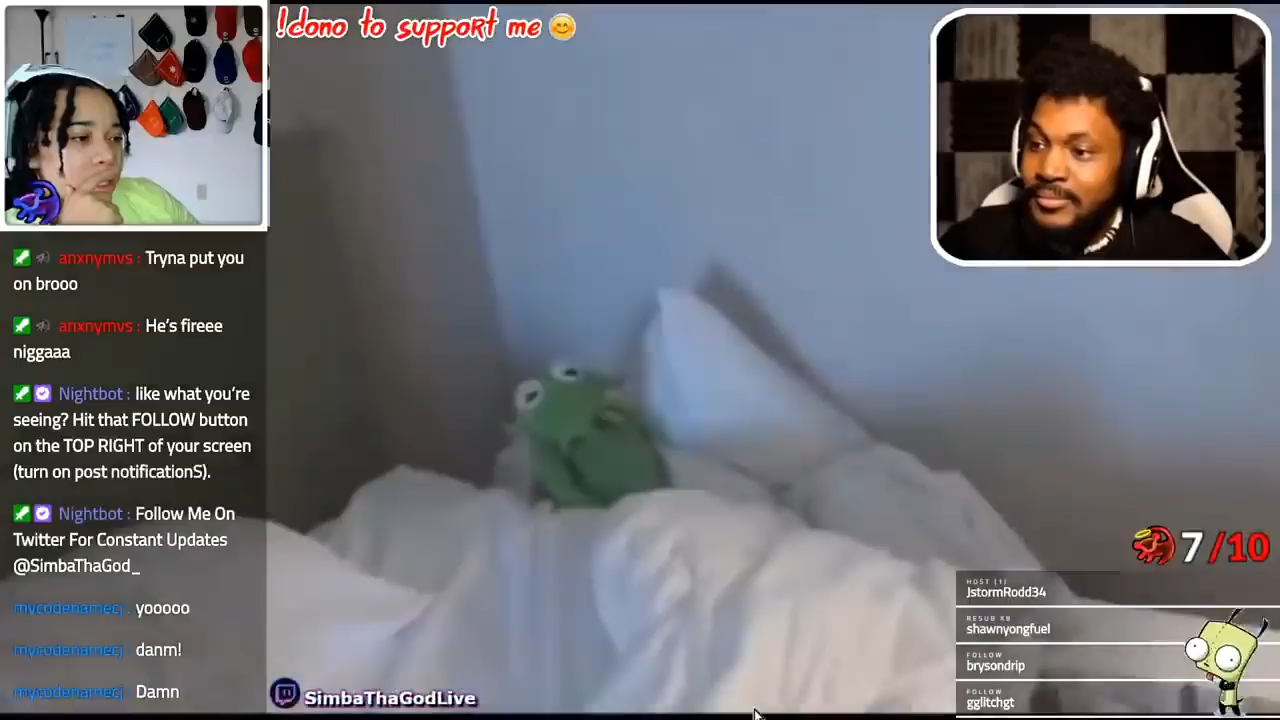 !dono to support me
anxnymvs : Tryna put you
on brooo
anxnymvs : He's fireee
niggaaa
Nightbot : like what you're
seeing? Hit that FOLLOW button
on the TOP RIGHT of your screen
(turn on post notificationS).
Nightbot : Follow Me On
Twitter For Constant Updates
@SimbaThaGod_
mycodenamecj : yooooo
mycodenamecj : danm!
mycodenamecj : Damn
SimbaThaGodLive
7/10
HOST (1)
JstormRodd34
RESUB X8
shawnyongfuel
FOLLOW
brysondrip
FOLLOW
gglitchgt